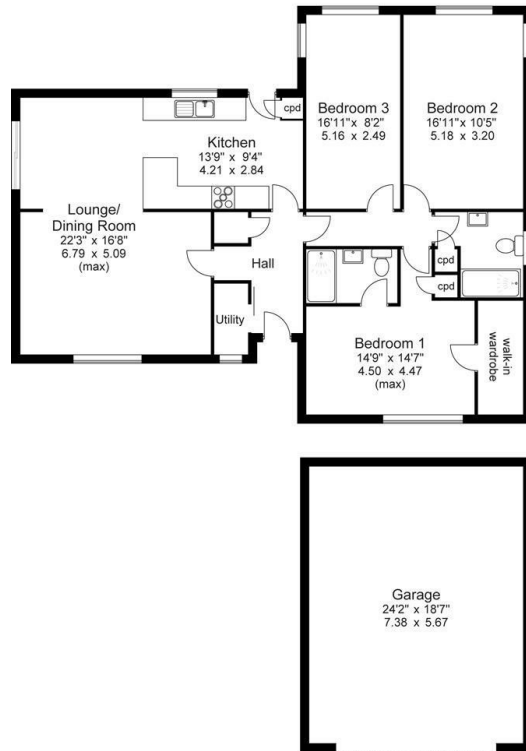 cpd
Bedroom 3
16'11" x 8'2"
5.16 x 2.49
Bedroom 2
16'11" x 10'5"
5.18 x 3.20
Kitchen
13'9" x 9'4"
4.21 x 2.84
Lounge/
Dining Room
22'3" x 16'8"
6.79 x 5.09
(max)
Hall
cpd
cpd
Utility
Bedroom 1
14'9" x 14'7"
4.50 x 4.47
(max)
walk-in
wardrobe
Garage
24'2" x 18'7"
7.38 x 5.67